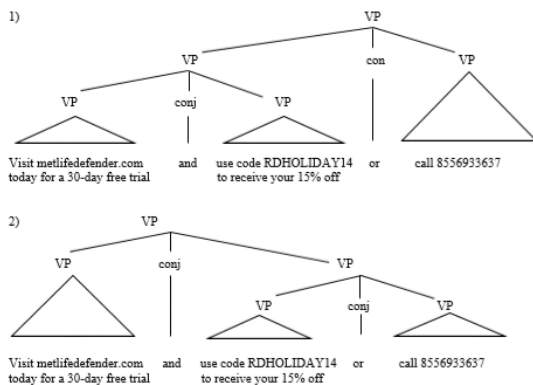 1)
VP
VP con VP
VP conj VP
Visit metlifedefender.com and use code RDHOLIDAY14 or call 8556933637
today for a 30-day free trial to receive your 15% off
2)
VP
VP conj VP
VP conj VP
Visit metlifedefender.com and use code RDHOLIDAY14 or call 8556933637
today for a 30-day free trial to receive your 15% off